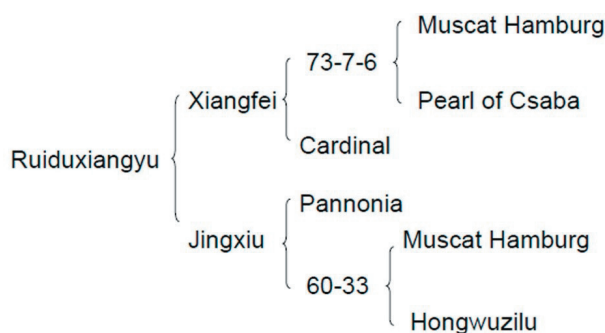 Muscat Hamburg
73-7-6
Xiangfei
Pearl of Csaba
Cardinal
Ruiduxiangyu
Pannonia
Jingxiu
Muscat Hamburg
60-33
Hongwuzilu